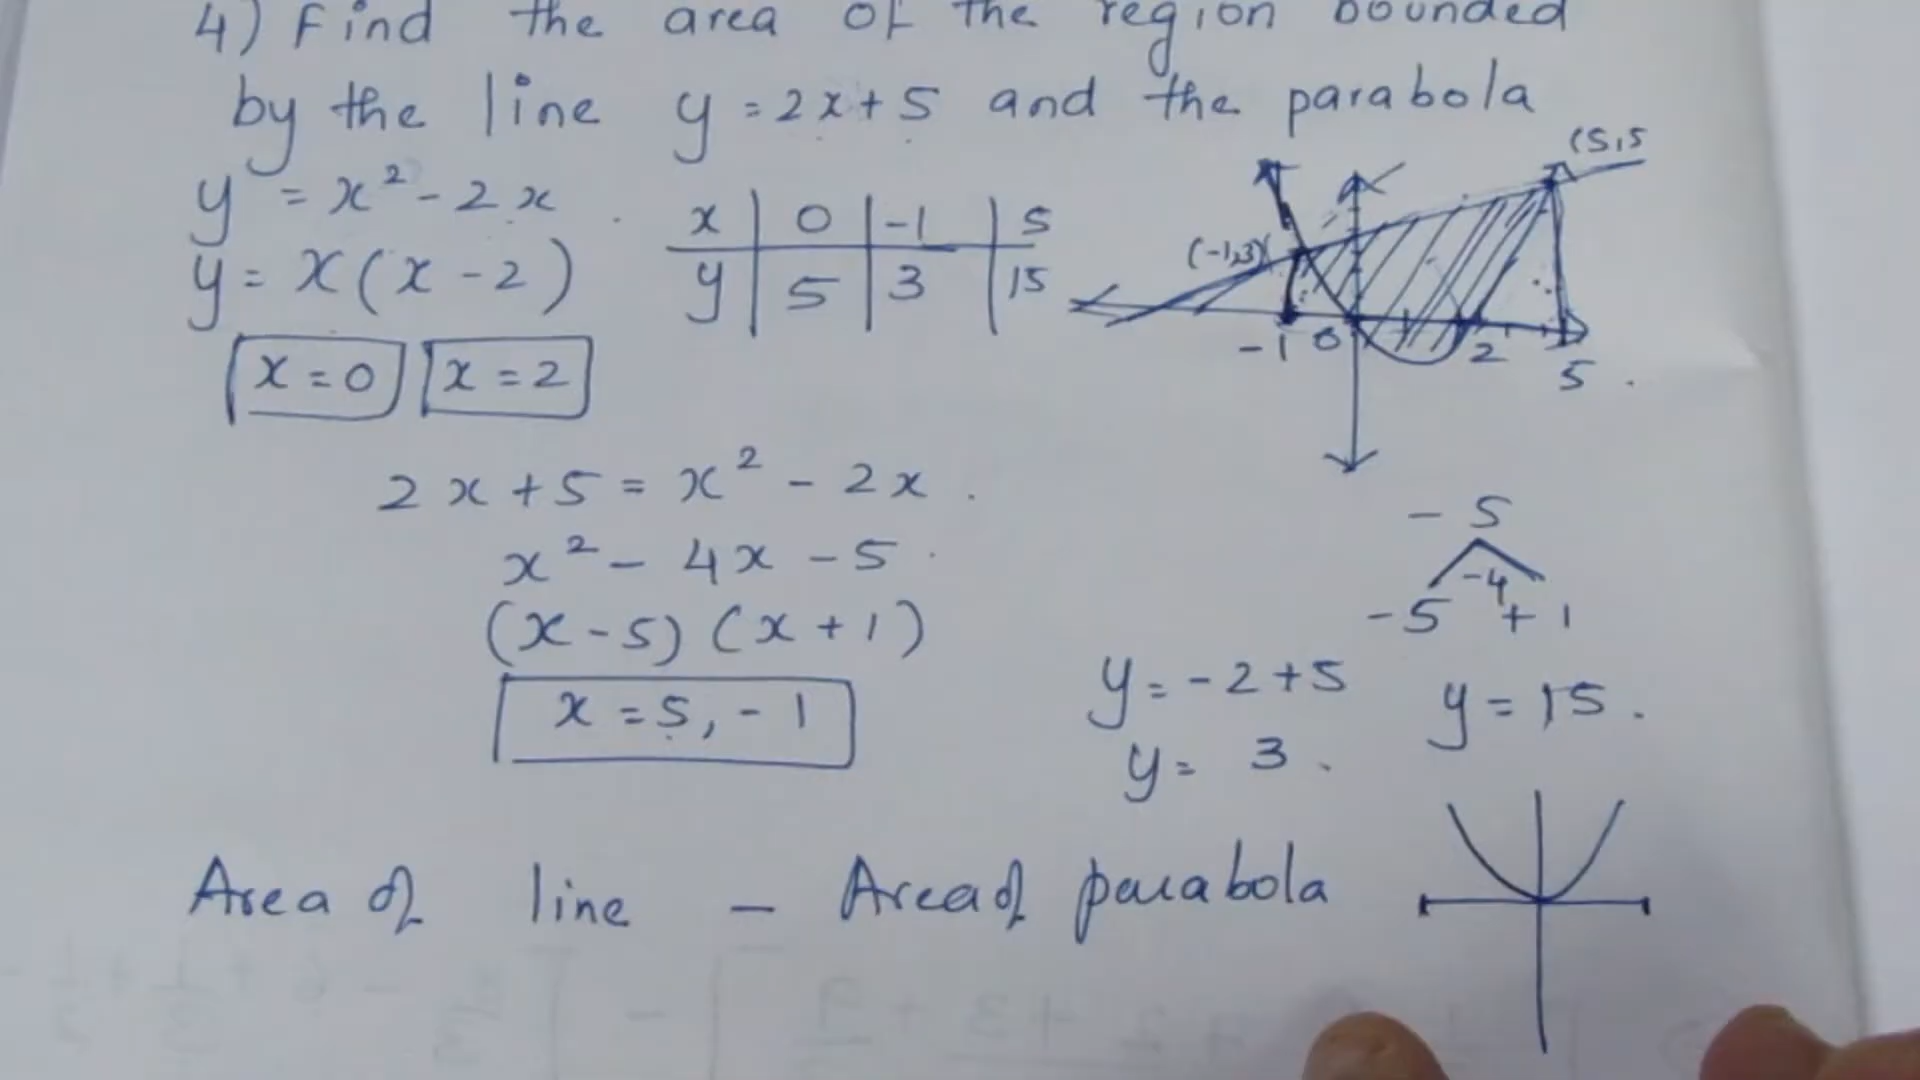 4) Find the area of the region bounded
by the line y = 2x + 5 and the parabola
y = x² - 2x
y = x(x - 2)
x = 0 x = 2
x | 0 | -1 | 5
y | 5 | 3 | 15
(5,5
(-1,3)
-1 0 2 5
2x + 5 = x² - 2x
x² - 4x - 5
(x - 5) (x + 1)
x = 5, -1
- 5
-4
-5 + 1
y = -2 + 5
y = 3
y = 15
Area of line - Area of parabola